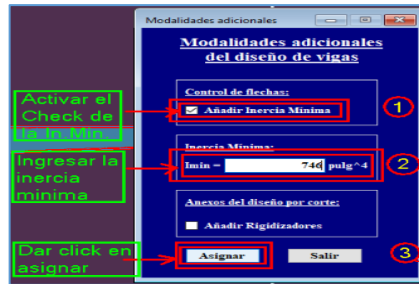 Modalidades adicionales
Modalidades adicionales
del diseño de vigas
Control de flechas:
Activar el
Check de
la In Min
Añadir Inercia Mínima
1
Inercia Mínima:
Ingresar la
inercia
minima
Imin = 746 pulg^4
2
Anexos del diseño por corte:
Añadir Rigidizadores
Dar click en
asignar
Asignar
Salir
3